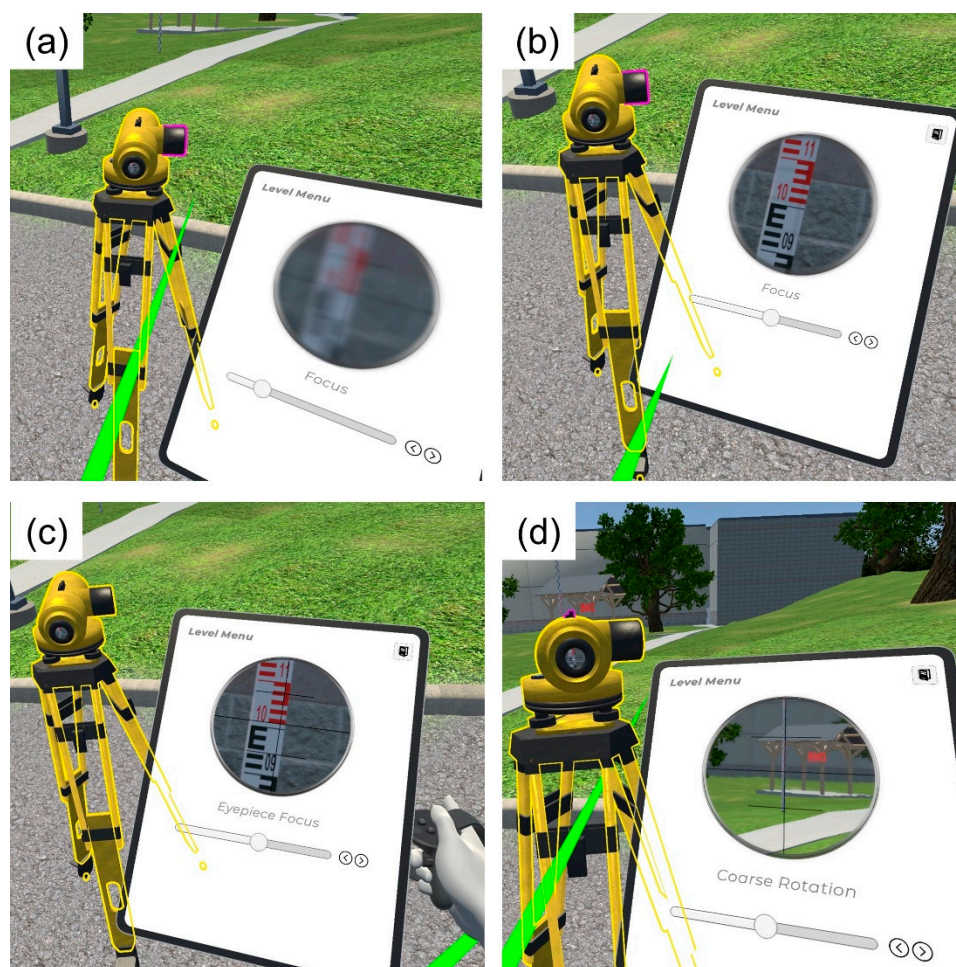 (a)
Level Menu
Focus
(b)
Level Menu
11
10
09
Focus
(c)
Level Menu
11
10
09
Eyepiece Focus
(d)
Level Menu
Coarse Rotation